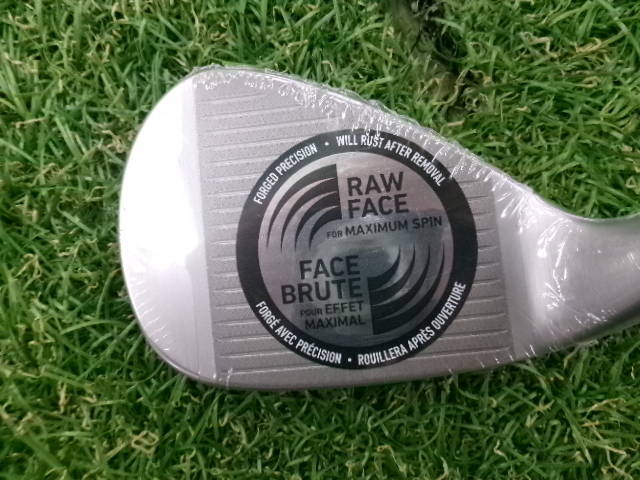 FORGED PRECISION • WILL RUST AFTER REMOVAL
RAW
FACE
FOR MAXIMUM SPIN
FACE
BRUTE
POUR EFFET
MAXIMAL
FORGÉ AVEC PRÉCISION • ROUILLERA APRÈS OUVERTURE